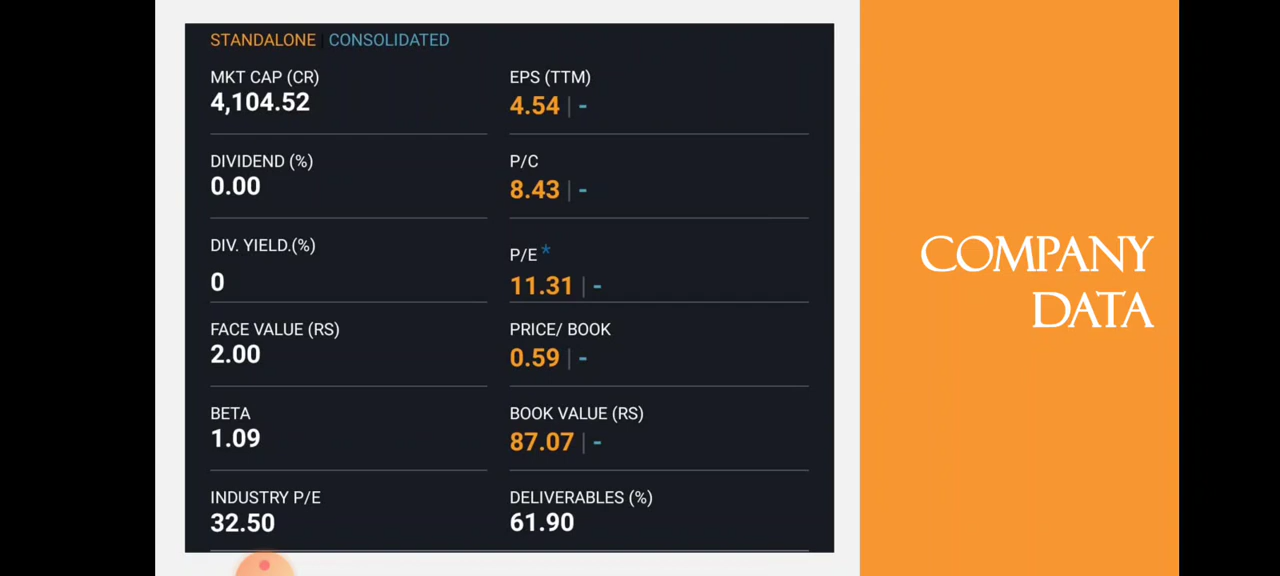 STANDALONE | CONSOLIDATED
MKT CAP (CR)
4,104.52
EPS (TTM)
4.54 | -
DIVIDEND (%)
0.00
P/C
8.43 | -
DIV. YIELD.(%)
0
P/E *
11.31 | -
FACE VALUE (RS)
2.00
PRICE/ BOOK
0.59 | -
BETA
1.09
BOOK VALUE (RS)
87.07 | -
INDUSTRY P/E
32.50
DELIVERABLES (%)
61.90
COMPANY
DATA